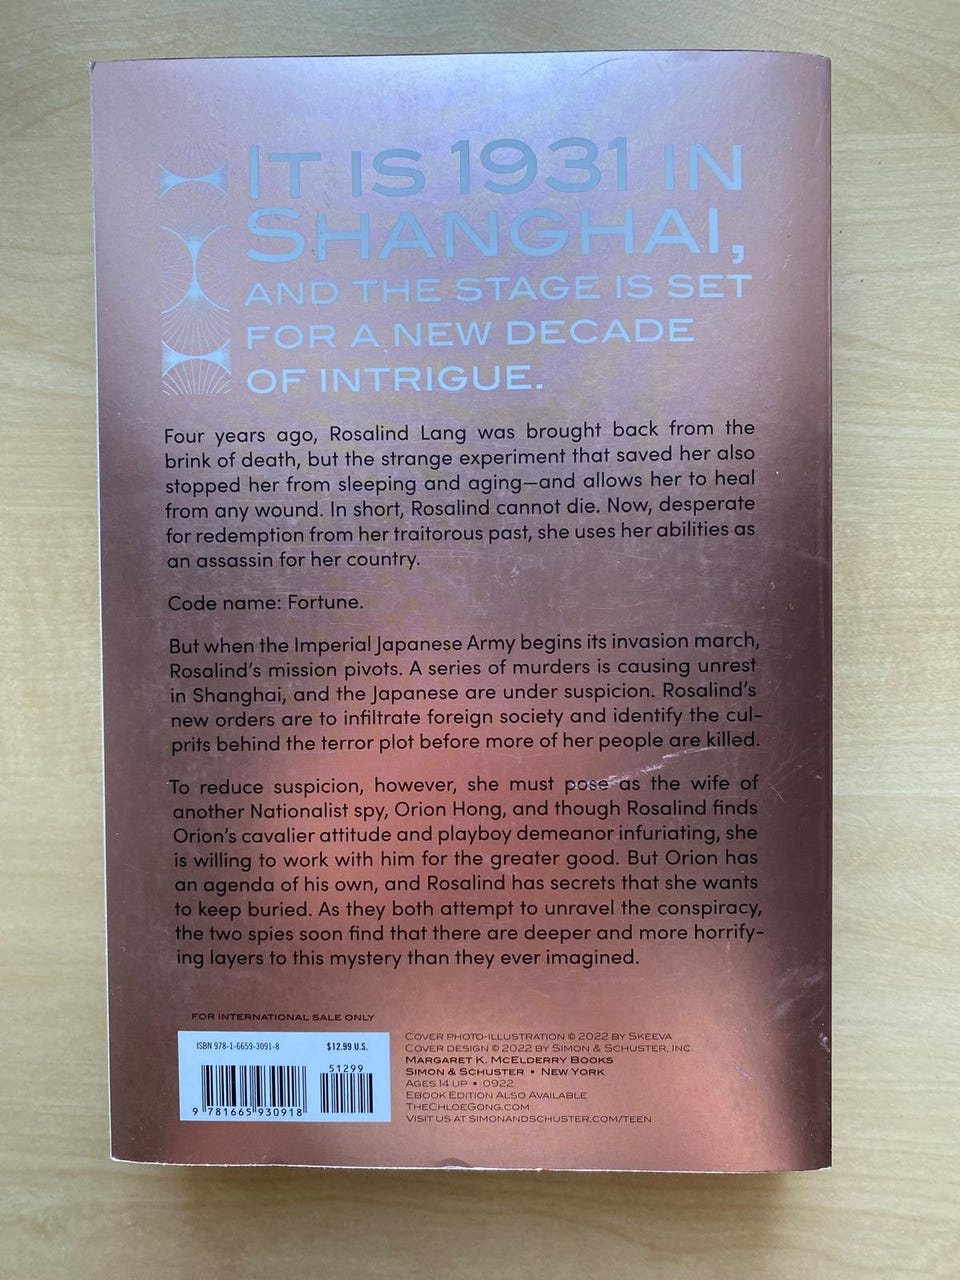 IT IS 1931 IN
SHANGHAI,
AND THE STAGE IS SET
FOR A NEW DECADE
OF INTRIGUE.
Four years ago, Rosalind Lang was brought back from the
brink of death, but the strange experiment that saved her also
stopped her from sleeping and aging—and allows her to heal
from any wound. In short, Rosalind cannot die. Now, desperate
for redemption from her traitorous past, she uses her abilities as
an assassin for her country.
Code name: Fortune.
But when the Imperial Japanese Army begins its invasion march,
Rosalind's mission pivots. A series of murders is causing unrest
in Shanghai, and the Japanese are under suspicion. Rosalind's
new orders are to infiltrate foreign society and identify the cul-
prits behind the terror plot before more of her people are killed.
To reduce suspicion, however, she must pose as the wife of
another Nationalist spy, Orion Hong, and though Rosalind finds
Orion's cavalier attitude and playboy demeanor infuriating, she
is willing to work with him for the greater good. But Orion has
an agenda of his own, and Rosalind has secrets that she wants
to keep buried. As they both attempt to unravel the conspiracy,
the two spies soon find that there are deeper and more horrify-
ing layers to this mystery than they ever imagined.
FOR INTERNATIONAL SALE ONLY
ISBN 978-1-6659-3091-8 $12.99 U.S.
51299
9 781665 930918
COVER PHOTO-ILLUSTRATION © 2022 BY SKEEVA
COVER DESIGN © 2022 BY SIMON & SCHUSTER, INC.
MARGARET K. MCELDERRY BOOKS
SIMON & SCHUSTER • NEW YORK
AGES 14 UP • 0922
EBOOK EDITION ALSO AVAILABLE
THECHLOEGONG.COM
VISIT US AT SIMONANDSCHUSTER.COM/TEEN